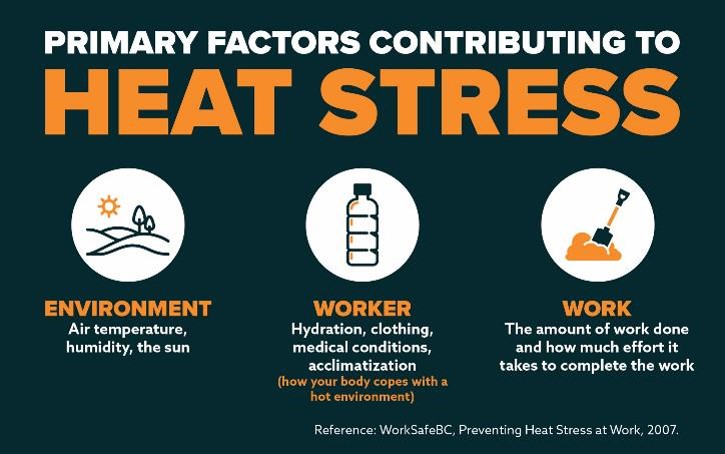 PRIMARY FACTORS CONTRIBUTING TO
HEAT STRESS
ENVIRONMENT
Air temperature,
humidity, the sun
WORKER
Hydration, clothing,
medical conditions,
acclimatization
(how your body copes with a
hot environment)
WORK
The amount of work done
and how much effort it
takes to complete the work
Reference: WorkSafeBC, Preventing Heat Stress at Work, 2007.